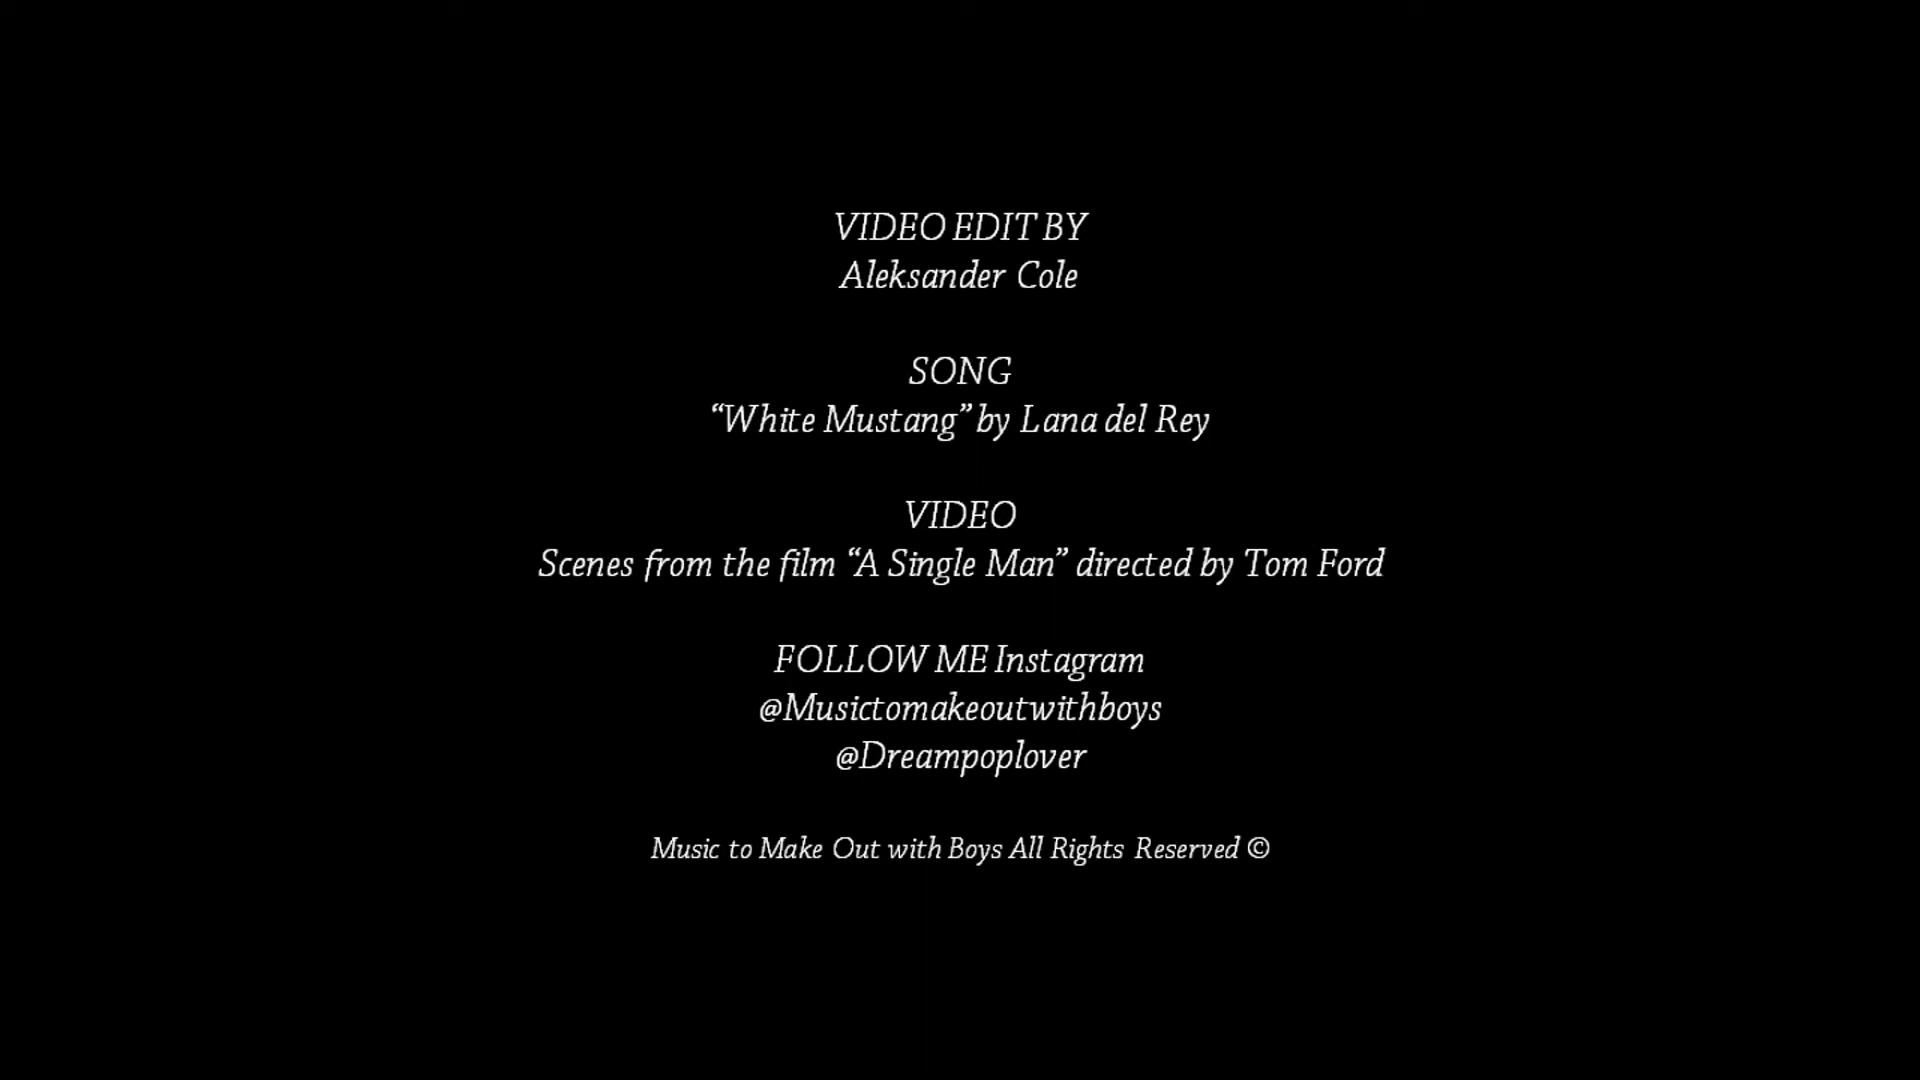 VIDEO EDIT BY
Aleksander Cole
SONG
“White Mustang” by Lana del Rey
VIDEO
Scenes from the film “A Single Man” directed by Tom Ford
FOLLOW ME Instagram
@Musictomakeoutwithboys
@Dreampoplover
Music to Make Out with Boys All Rights Reserved ©